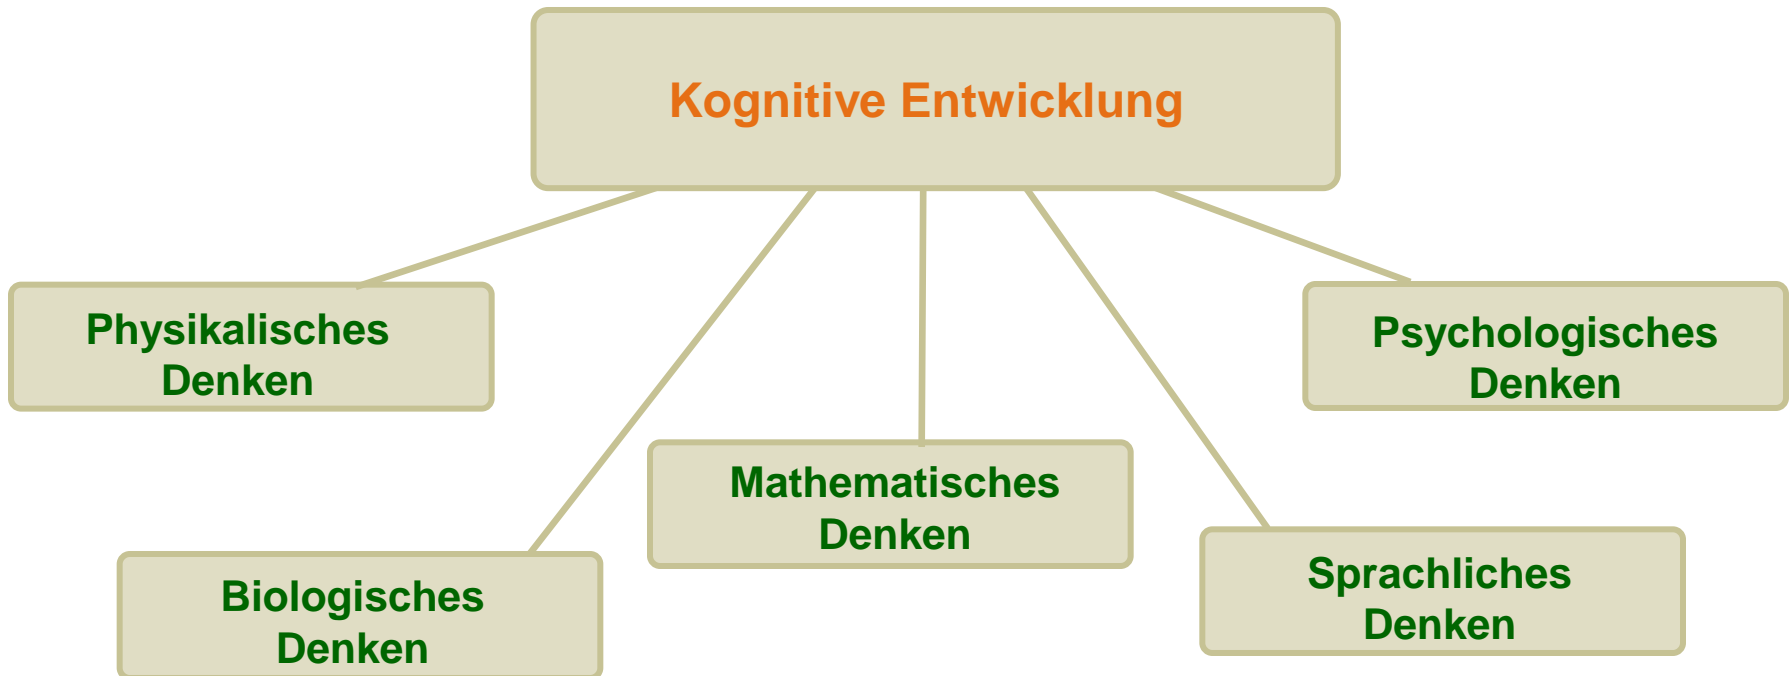 Kognitive Entwicklung
Physikalisches
Denken
Psychologisches
Denken
Mathematisches
Denken
Biologisches
Denken
Sprachliches
Denken